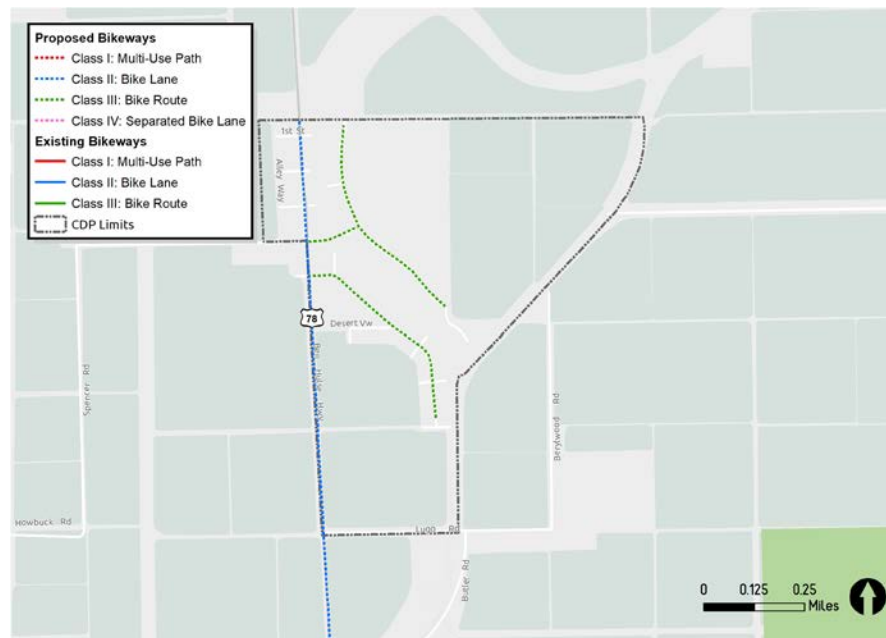 Proposed Bikeways
Class I: Multi-Use Path
Class II: Bike Lane
Class III: Bike Route
Class IV: Separated Bike Lane
Existing Bikeways
Class I: Multi-Use Path
Class II: Bike Lane
Class III: Bike Route
CDP Limits
1st St
Alley Way
78
Desert Vw
Ben Hulse Hwy
Spencer Rd
Berylwood Rd
Howbuck Rd
Lugo Rd
Butler Rd
0 0.125 0.25
Miles